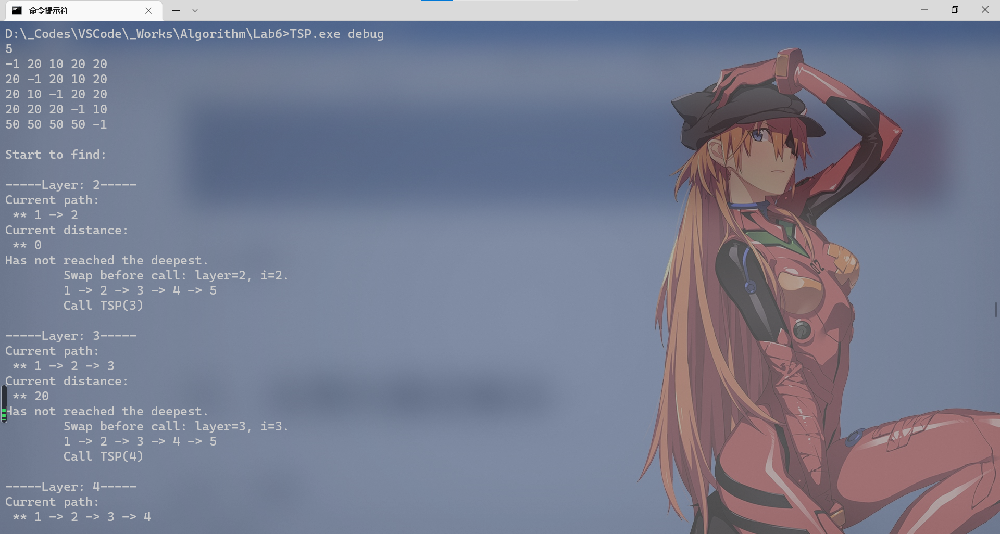 命令提示符
D:\_Codes\VSCode\_Works\Algorithm\Lab6>TSP.exe debug
5
-1 20 10 20 20
20 -1 20 10 20
20 10 -1 20 20
20 20 20 -1 10
50 50 50 50 -1
Start to find:
-----Layer: 2-----
Current path:
** 1 -> 2
Current distance:
** 0
Has not reached the deepest.
Swap before call: layer=2, i=2.
1 -> 2 -> 3 -> 4 -> 5
Call TSP(3)
-----Layer: 3-----
Current path:
** 1 -> 2 -> 3
Current distance:
** 20
Has not reached the deepest.
Swap before call: layer=3, i=3.
1 -> 2 -> 3 -> 4 -> 5
Call TSP(4)
-----Layer: 4-----
Current path:
** 1 -> 2 -> 3 -> 4
02